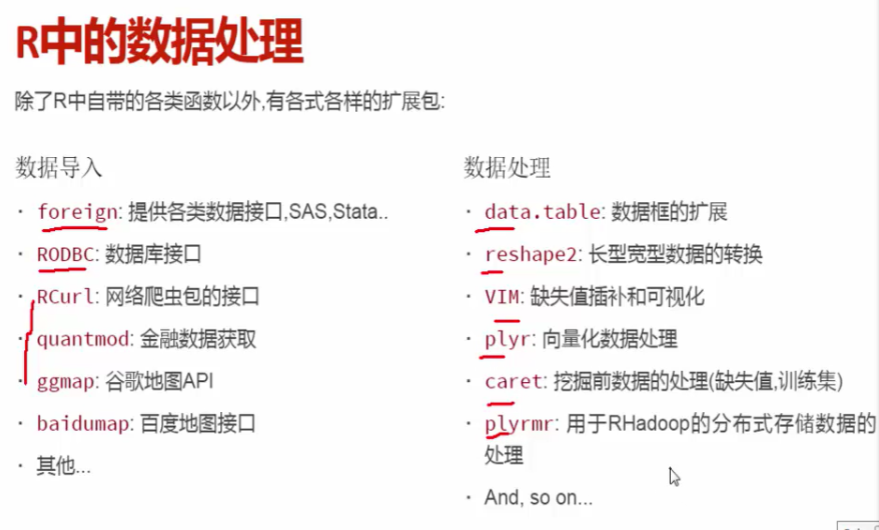 R中的数据处理
除了R中自带的各类函数以外,有各式各样的扩展包:
数据导入
· foreign: 提供各类数据接口,SAS,Stata..
· RODBC: 数据库接口
· RCurl: 网络爬虫包的接口
· quantmod: 金融数据获取
· ggmap: 谷歌地图API
· baidumap: 百度地图接口
· 其他...
数据处理
· data.table: 数据框的扩展
· reshape2: 长型宽型数据的转换
· VIM: 缺失值插补和可视化
· plyr: 向量化数据处理
· caret: 挖掘前数据的处理(缺失值,训练集)
· plyrmr: 用于RHadoop的分布式存储数据的
处理
· And, so on...